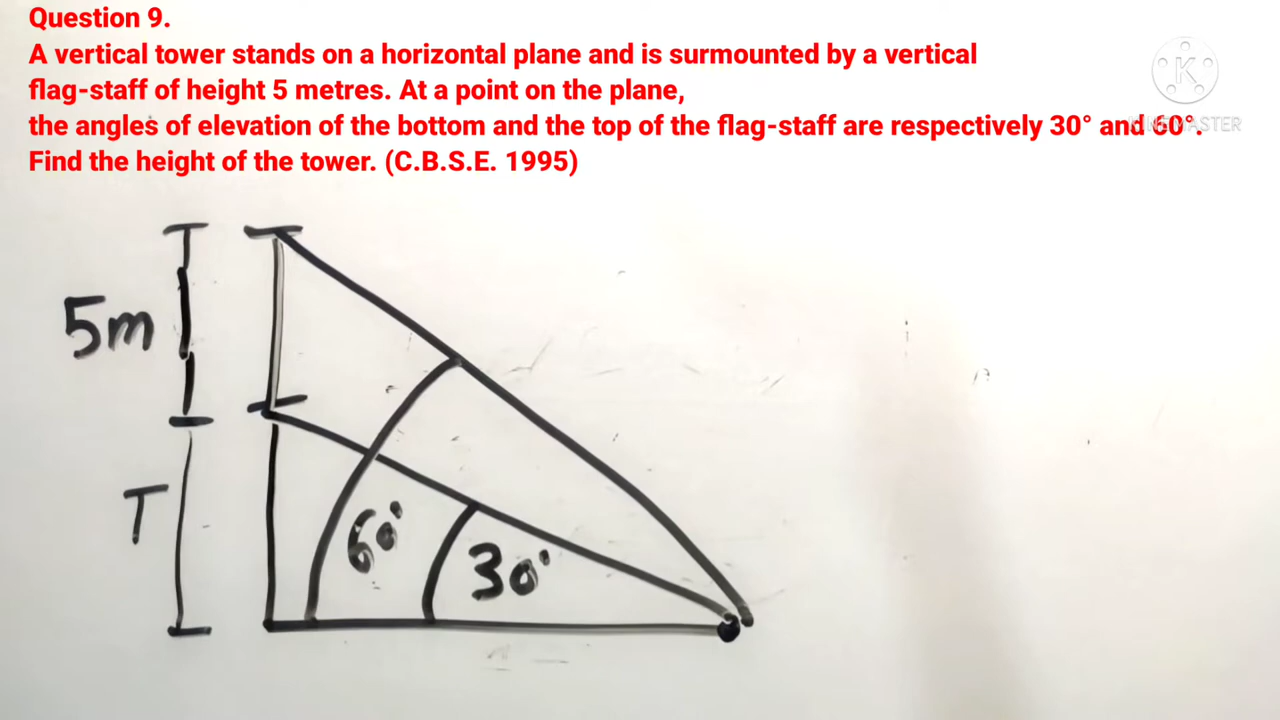 Question 9.
A vertical tower stands on a horizontal plane and is surmounted by a vertical
flag-staff of height 5 metres. At a point on the plane,
the angles of elevation of the bottom and the top of the flag-staff are respectively 30° and 60°.
Find the height of the tower. (C.B.S.E. 1995)
K
KINEMASTER
5m
T
60°
30°